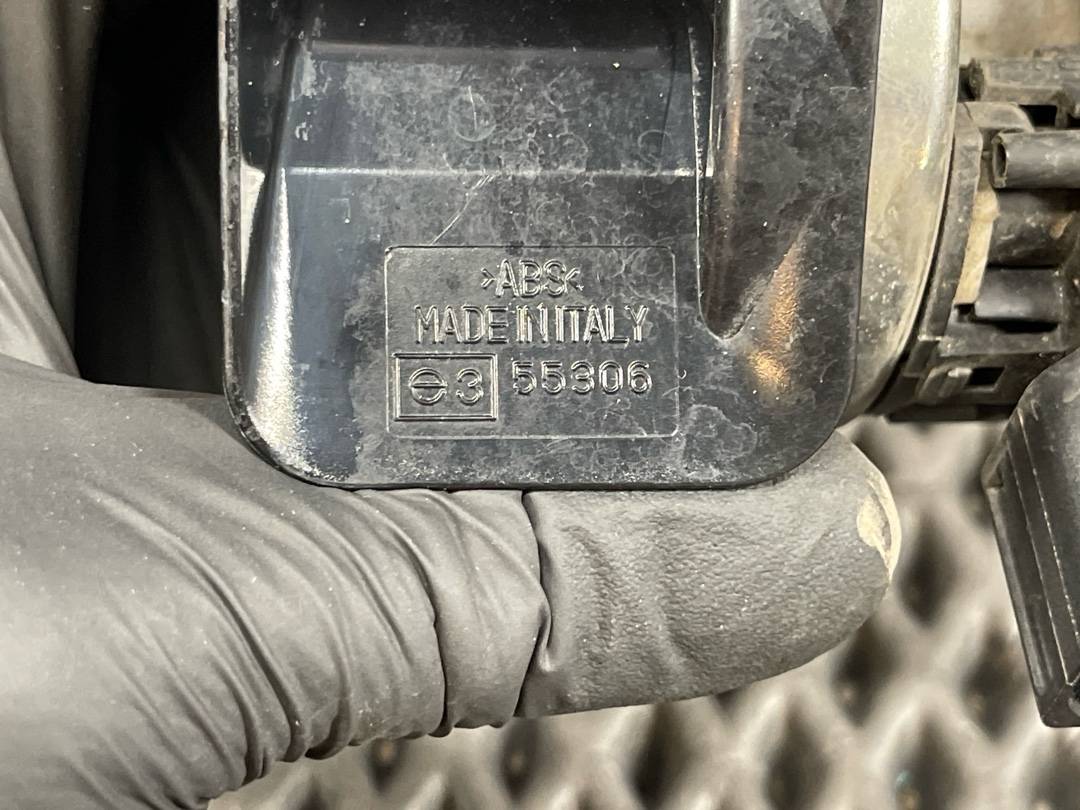 >ABS<
MADE IN ITALY
e3 55306